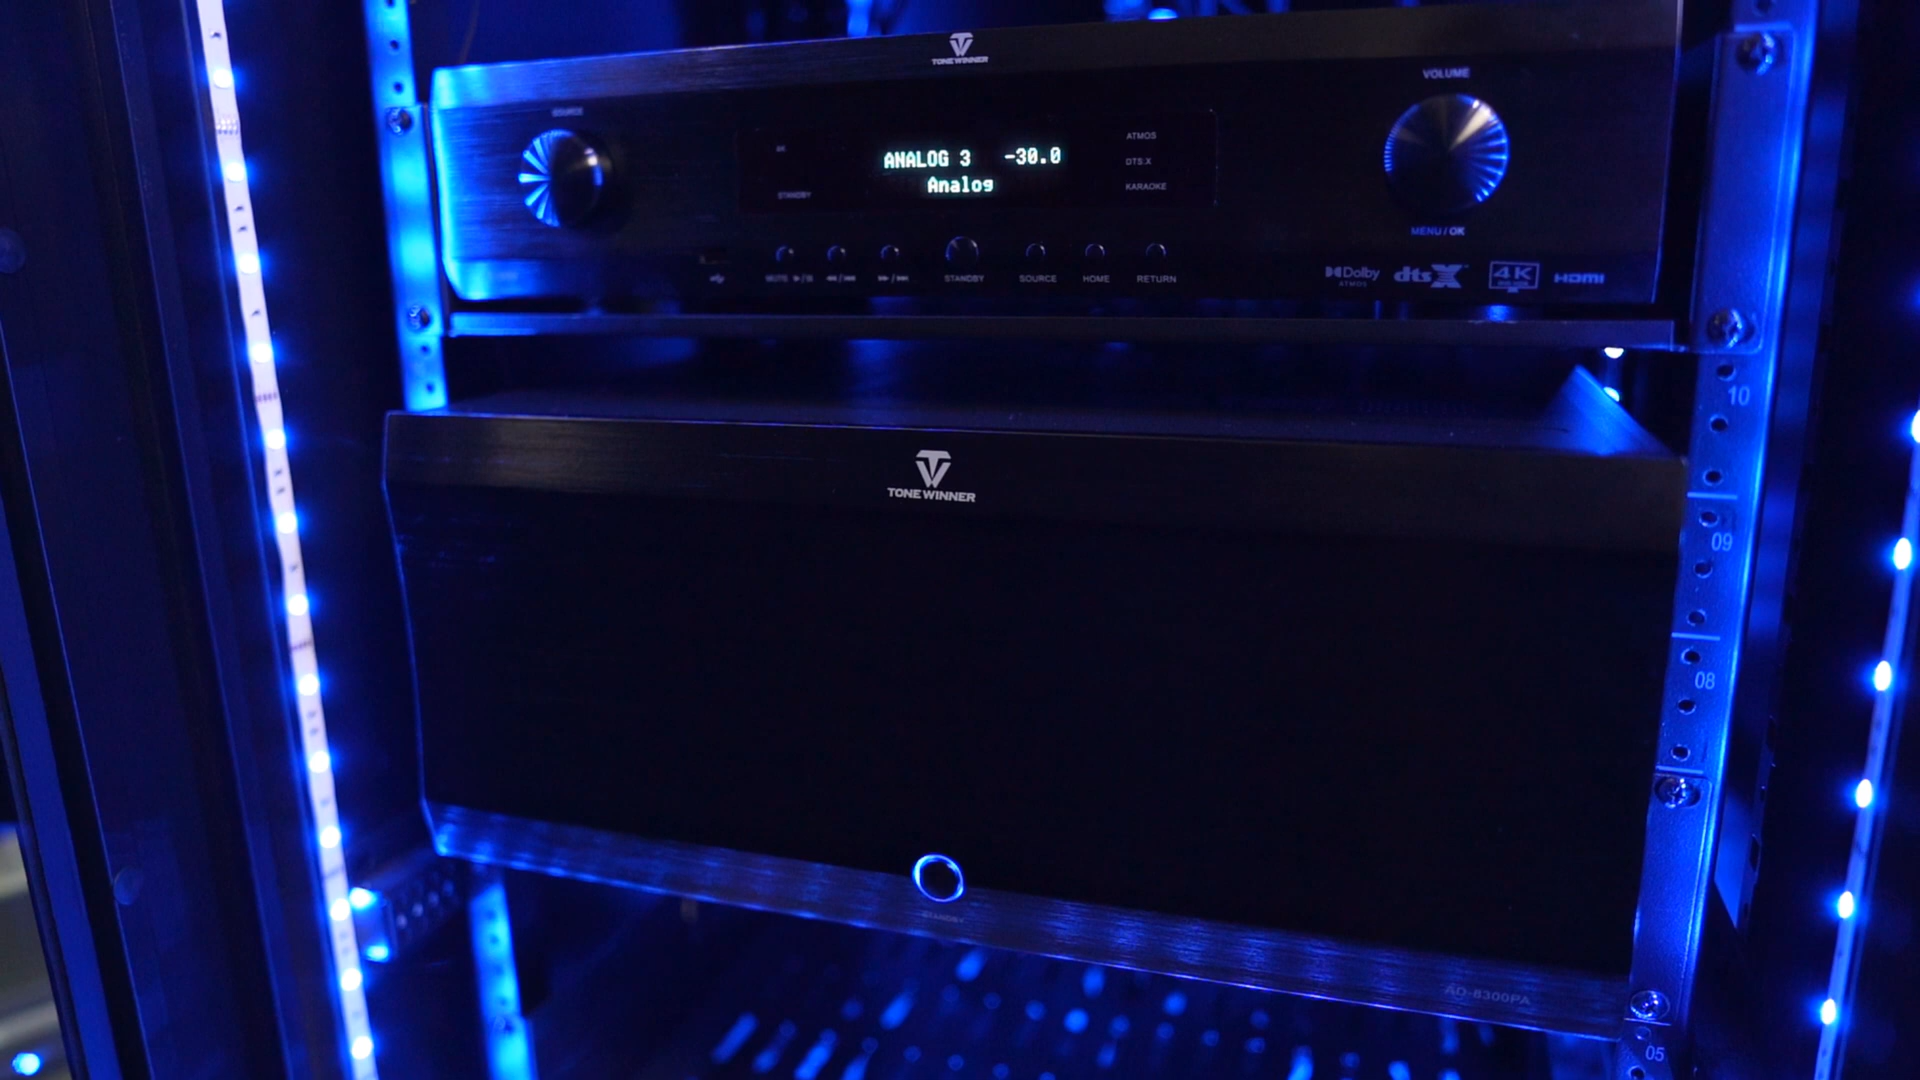 TONEWINNER
SOURCE
VOLUME
4K
ANALOG 3 -30.0
Analog
STANDBY
ATMOS
DTS:X
KARAOKE
MENU / OK
STANDBY
SOURCE
HOME
RETURN
Dolby
ATMOS
dts X
4K
HDMI
10
TONEWINNER
09
08
STANDBY
AD-8300PA
05